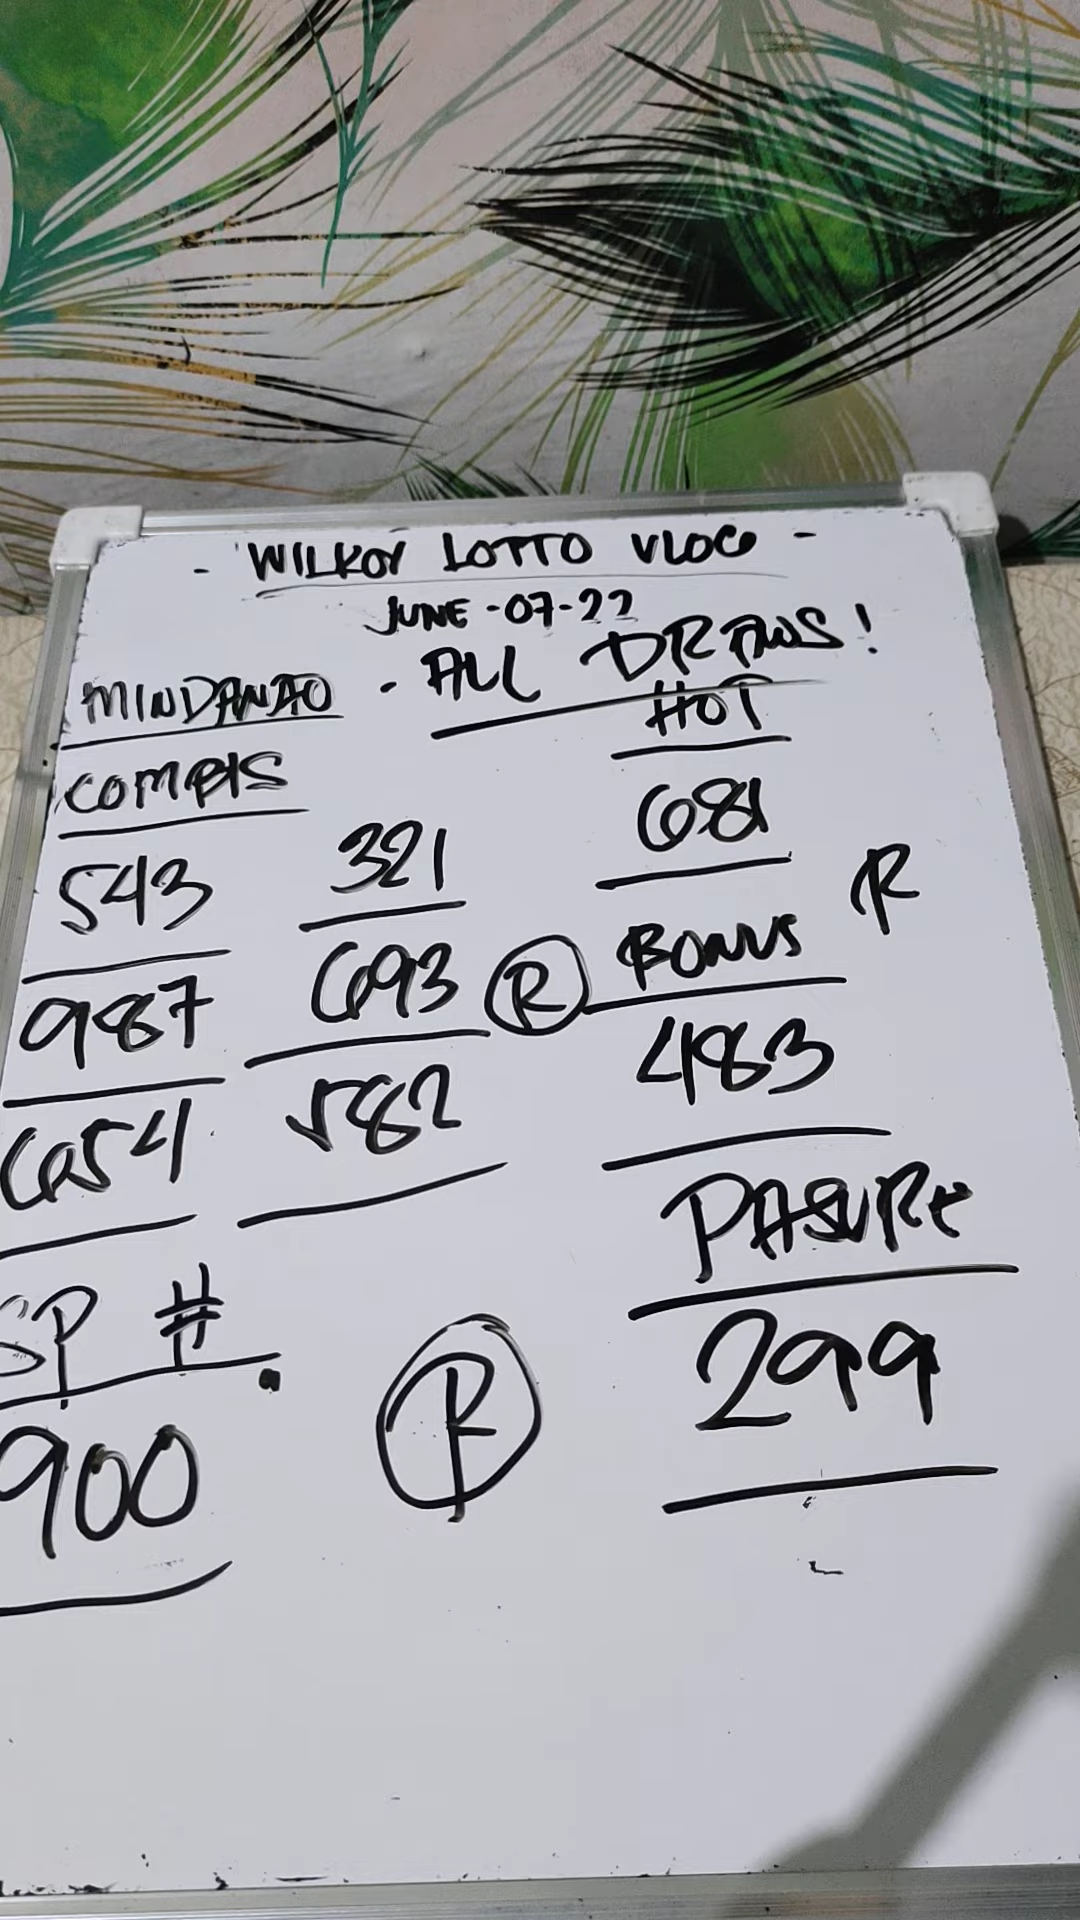 - WILKOY LOTTO VLOG -
JUNE -07-22
MINDANAO - ALL DRAWS!
COMBIS
543
987
654
321
693
582
R
HOT
681
BONUS R
483
PASURE
299
SP #.
900
R